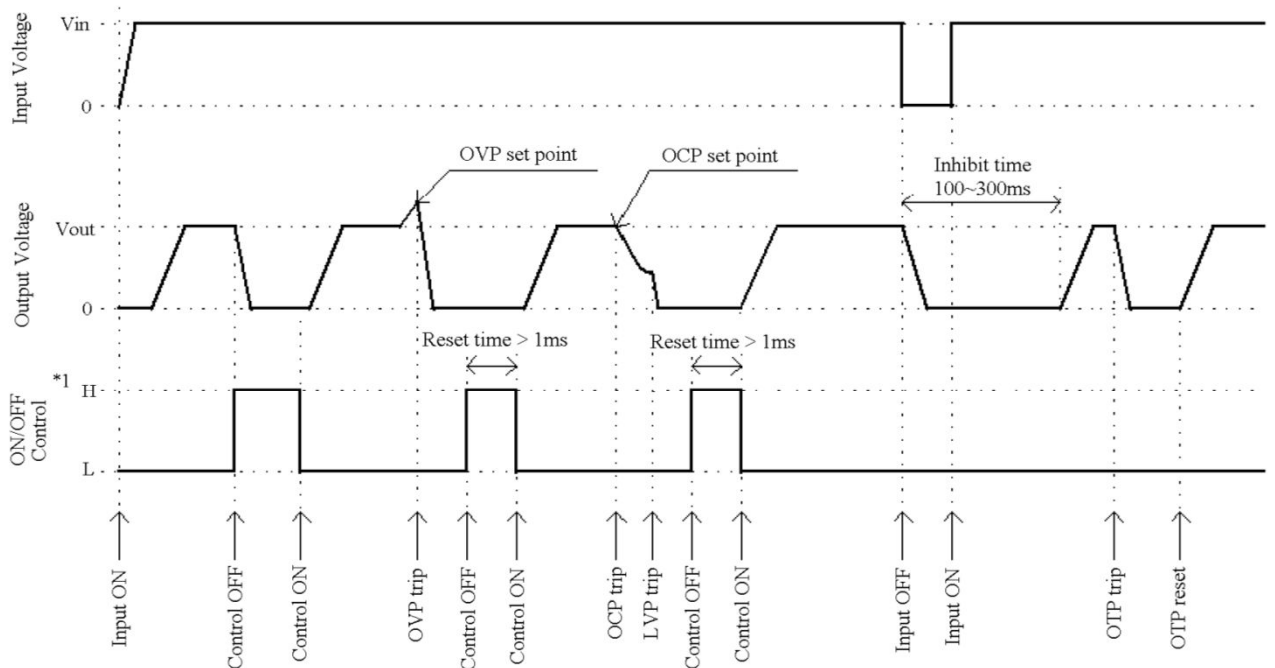 Input Voltage
Vin
0
OVP set point
OCP set point
Inhibit time
100~300ms
Output Voltage
Vout
0
Reset time > 1ms
Reset time > 1ms
ON/OFF
Control
*1
H
L
Input ON
Control OFF
Control ON
OVP trip
Control OFF
Control ON
OCP trip
LVP trip
Control OFF
Control ON
Input OFF
Input ON
OTP trip
OTP reset